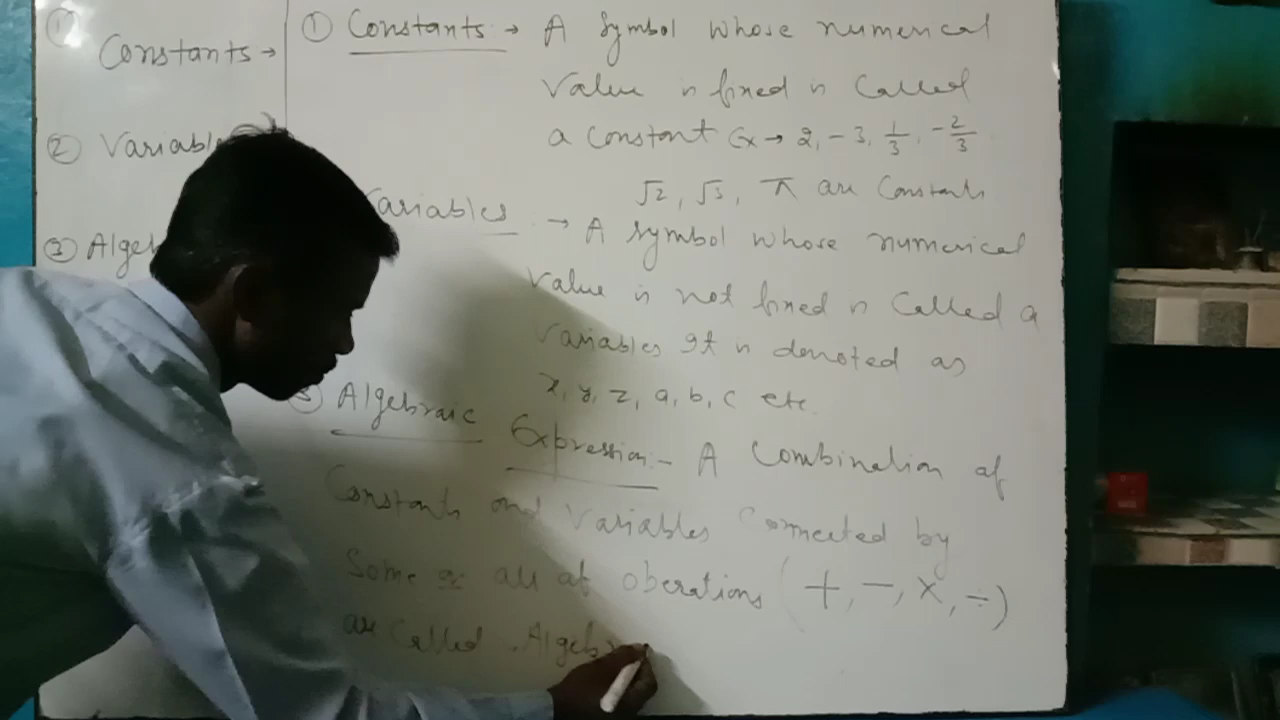 ① Constants →
② Variabl
③ Algeb
① Constants → A Symbol whose numerical
Value is fixed is Called
a Constant Ex → 2, -3, 1/3, -2/3
√2, √3, π are Constants
Variables → A Symbol whose numerical
Value is not fixed is Called a
Variables It is denoted as
x, y, z, a, b, c etc.
Algebraic Expression:- A Combination of
Constants and Variables Connected by
Some or all of oberations (+, -, ×, ÷)
are Called Algeb